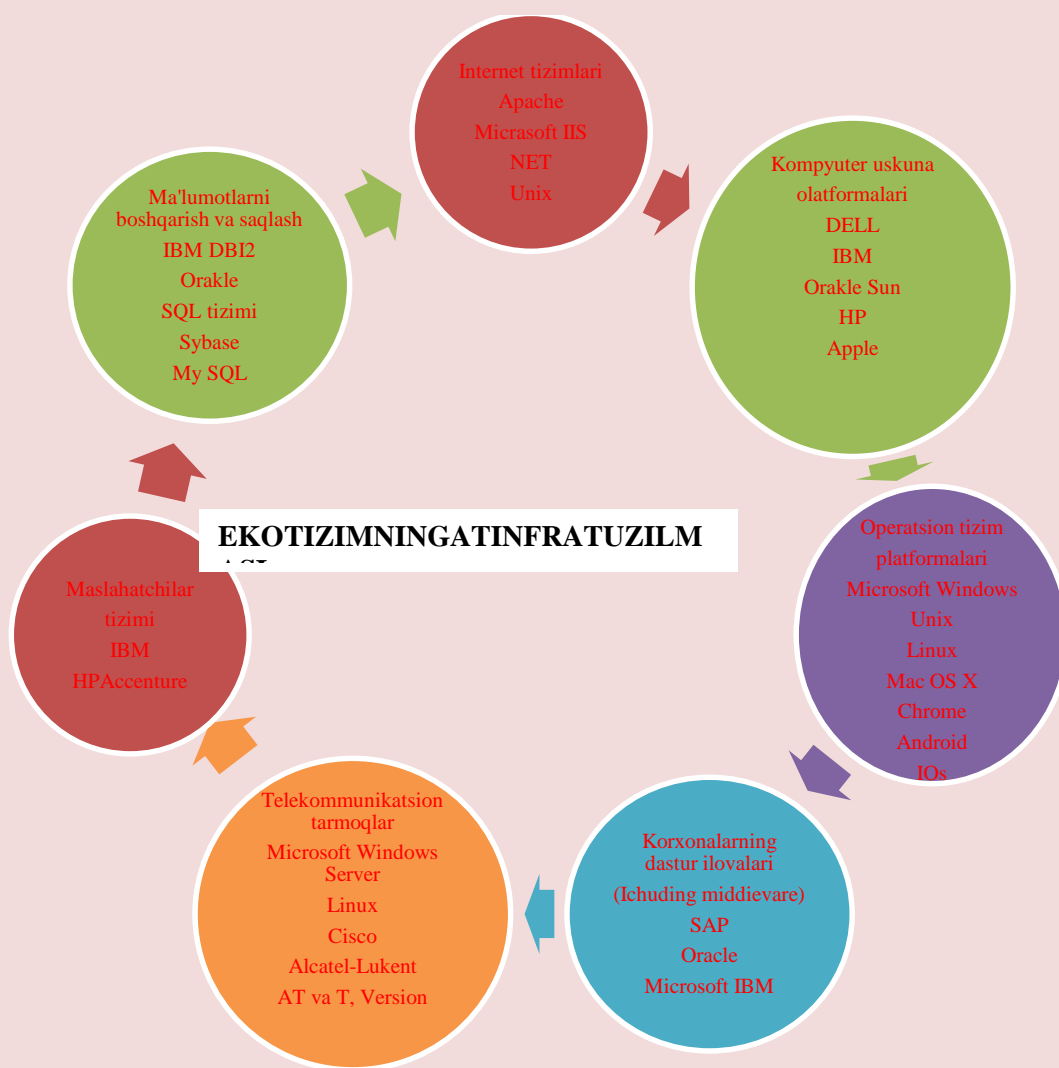 Internet tizimlari
Apache
Micrasoft IIS
NET
Unix
Kompyuter uskuna
olatformalari
DELL
IBM
Orakle Sun
HP
Apple
Operatsion tizim
platformalari
Microsoft Windows
Unix
Linux
Mac OS X
Chrome
Android
IOs
Korxonalarning
dastur ilovalari
(Ichuding middievare)
SAP
Oracle
Microsoft IBM
Telekommunikatsion
tarmoqlar
Microsoft Windows
Server
Linux
Cisco
Alcatel-Lukent
AT va T, Version
Maslahatchilar
tizimi
IBM
HPAccenture
Ma'lumotlarni
boshqarish va saqlash
IBM DBI2
Orakle
SQL tizimi
Sybase
My SQL
EKOTIZIMNINGATINFRATUZILM